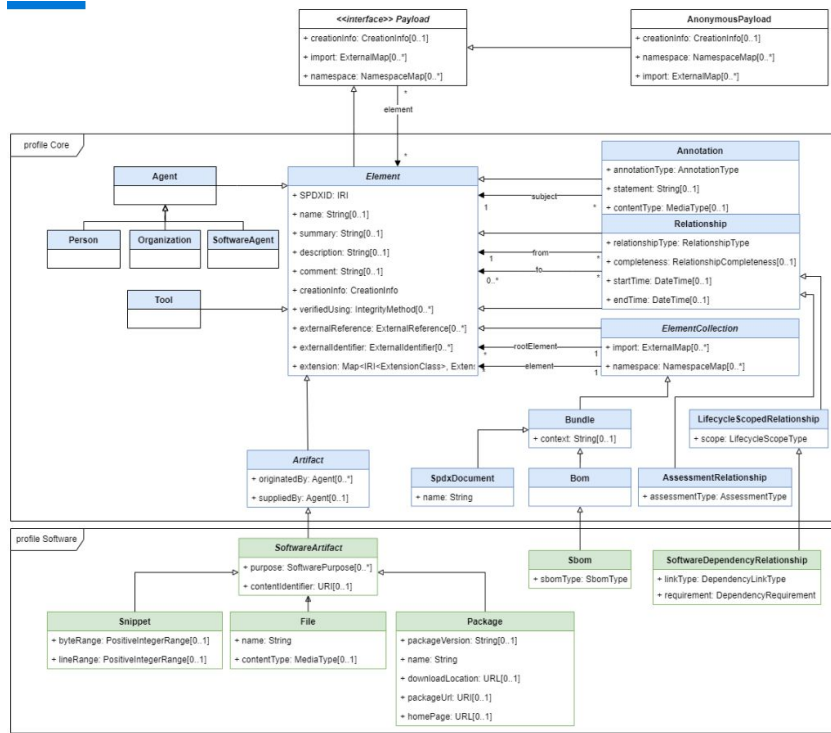 <<interface>> Payload
+ creationInfo: CreationInfo[0..1]
+ import: ExternalMap[0..*]
+ namespace: NamespaceMap[0..*]
AnonymousPayload
+ creationInfo: CreationInfo[0..1]
+ namespace: NamespaceMap[0..*]
+ import: ExternalMap[0..*]
*
element
*
profile Core
Agent
Person
Organization
SoftwareAgent
Tool
Element
+ SPDXID: IRI
+ name: String[0..1]
+ summary: String[0..1]
+ description: String[0..1]
+ comment: String[0..1]
+ creationInfo: CreationInfo
+ verifiedUsing: IntegrityMethod[0..*]
+ externalReference: ExternalReference[0..*]
+ externalIdentifier: ExternalIdentifier[0..*]
+ extension: Map<IRI<ExtensionClass>, Extens
subject
1
*
from
1
*
to
0..*
*
rootElement
*
1
element
*
1
Annotation
+ annotationType: AnnotationType
+ statement: String[0..1]
+ contentType: MediaType[0..1]
Relationship
+ relationshipType: RelationshipType
+ completeness: RelationshipCompleteness[0..1]
+ startTime: DateTime[0..1]
+ endTime: DateTime[0..1]
ElementCollection
+ import: ExternalMap[0..*]
+ namespace: NamespaceMap[0..*]
Bundle
+ context: String[0..1]
LifecycleScopedRelationship
+ scope: LifecycleScopeType
Artifact
+ originatedBy: Agent[0..*]
+ suppliedBy: Agent[0..1]
SpdxDocument
+ name: String
Bom
AssessmentRelationship
+ assessmentType: AssessmentType
profile Software
SoftwareArtifact
+ purpose: SoftwarePurpose[0..*]
+ contentIdentifier: URI[0..1]
Sbom
+ sbomType: SbomType
SoftwareDependencyRelationship
+ linkType: DependencyLinkType
+ requirement: DependencyRequirement
Snippet
+ byteRange: PositiveIntegerRange[0..1]
+ lineRange: PositiveIntegerRange[0..1]
File
+ name: String
+ contentType: MediaType[0..1]
Package
+ packageVersion: String[0..1]
+ name: String
+ downloadLocation: URL[0..1]
+ packageUrl: URI[0..1]
+ homePage: URL[0..1]